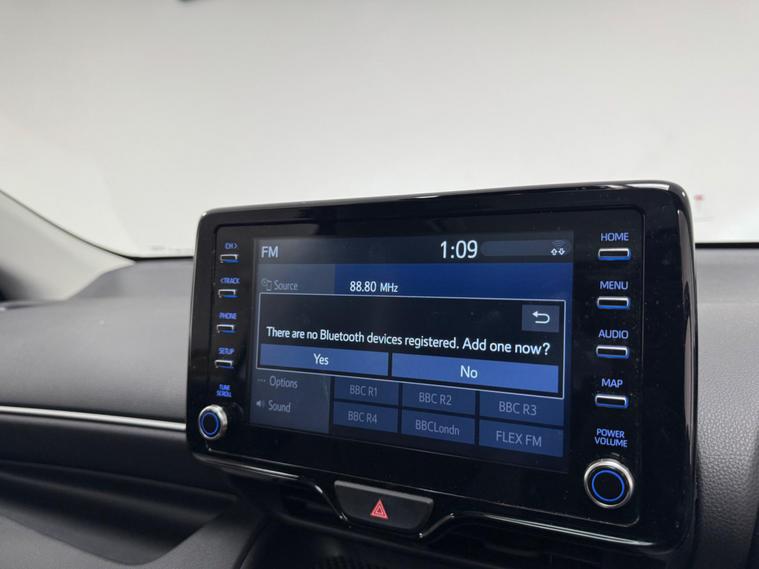 CH >
< TRACK
PHONE
SETUP
TUNE
SCROLL
FM
1:09
Source
88.80 MHz
There are no Bluetooth devices registered. Add one now?
Yes
No
Options
Sound
BBC R1
BBC R2
BBC R3
BBC R4
BBCLondn
FLEX FM
HOME
MENU
AUDIO
MAP
POWER
VOLUME